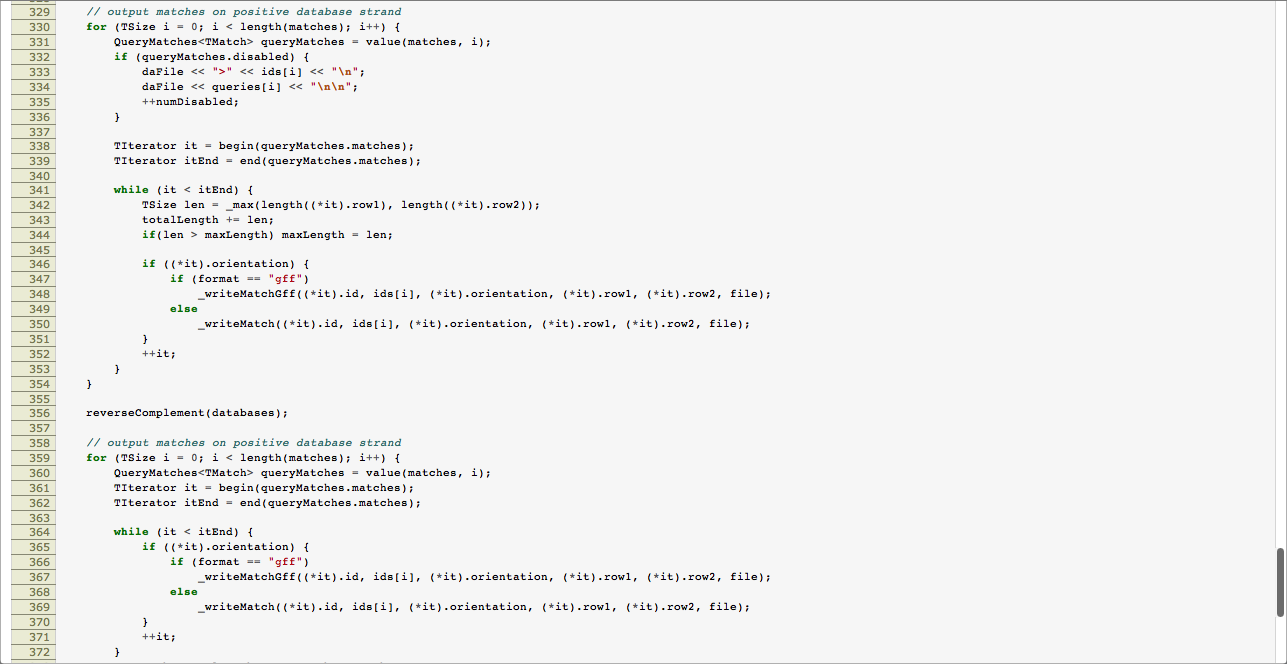 329 // output matches on positive database strand
330 for (TSize i = 0; i < length(matches); i++) {
331 QueryMatches<TMatch> queryMatches = value(matches, i);
332 if (queryMatches.disabled) {
333 daFile << ">" << ids[i] << "\n";
334 daFile << queries[i] << "\n\n";
335 ++numDisabled;
336 }
337
338 TIterator it = begin(queryMatches.matches);
339 TIterator itEnd = end(queryMatches.matches);
340
341 while (it < itEnd) {
342 TSize len = _max(length((*it).row1), length((*it).row2));
343 totalLength += len;
344 if(len > maxLength) maxLength = len;
345
346 if ((*it).orientation) {
347 if (format == "gff")
348 _writeMatchGff((*it).id, ids[i], (*it).orientation, (*it).row1, (*it).row2, file);
349 else
350 _writeMatch((*it).id, ids[i], (*it).orientation, (*it).row1, (*it).row2, file);
351 }
352 ++it;
353 }
354 }
355
356 reverseComplement(databases);
357
358 // output matches on positive database strand
359 for (TSize i = 0; i < length(matches); i++) {
360 QueryMatches<TMatch> queryMatches = value(matches, i);
361 TIterator it = begin(queryMatches.matches);
362 TIterator itEnd = end(queryMatches.matches);
363
364 while (it < itEnd) {
365 if ((*it).orientation) {
366 if (format == "gff")
367 _writeMatchGff((*it).id, ids[i], (*it).orientation, (*it).row1, (*it).row2, file);
368 else
369 _writeMatch((*it).id, ids[i], (*it).orientation, (*it).row1, (*it).row2, file);
370 }
371 ++it;
372 }